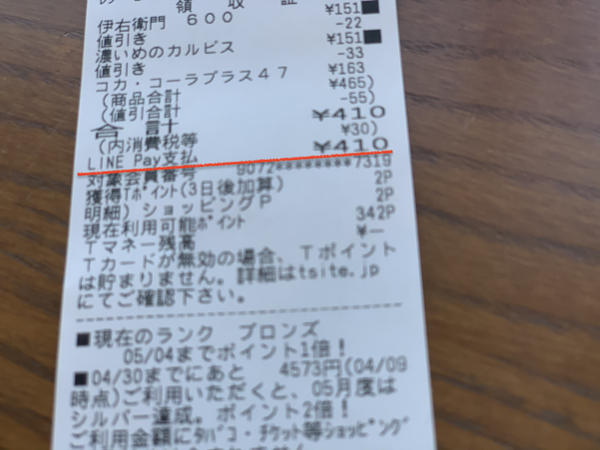 領 収 証
伊右衛門 600 ¥151■
値引き -22
濃いめのカルピス ¥151■
値引き -33
コカ・コーラプラス47 ¥163
(商品合計 ¥465)
(値引合計 -55)
合 計 ¥410
(内消費税等 ¥30)
LINE Pay支払 ¥410
対象会員番号 9072********7319
獲得Tポイント(3日後加算) 2P
明細)ショッピングP 2P
現在利用可能ポイント 342P
Tマネー残高 ¥―
Tカードが無効の場合、Tポイント
は貯まりません。詳細はtsite.jp
にてご確認下さい。
■現在のランク ブロンズ
05/04までポイント1倍！
■04/30までにあと 4573円(04/09
時点)ご利用いただくと、05月度は
シルバー達成。ポイント2倍！
ご利用金額にタバコ・チケット等ショッピング